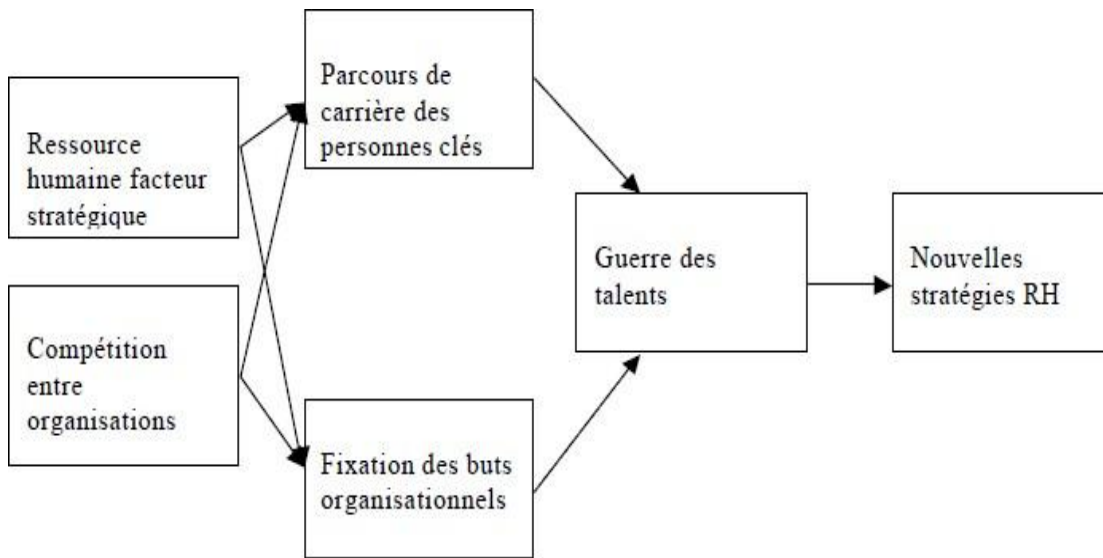 Ressource
humaine facteur
stratégique
Compétition
entre
organisations
Parcours de
carrière des
personnes clés
Fixation des buts
organisationnels
Guerre des
talents
Nouvelles
stratégies RH